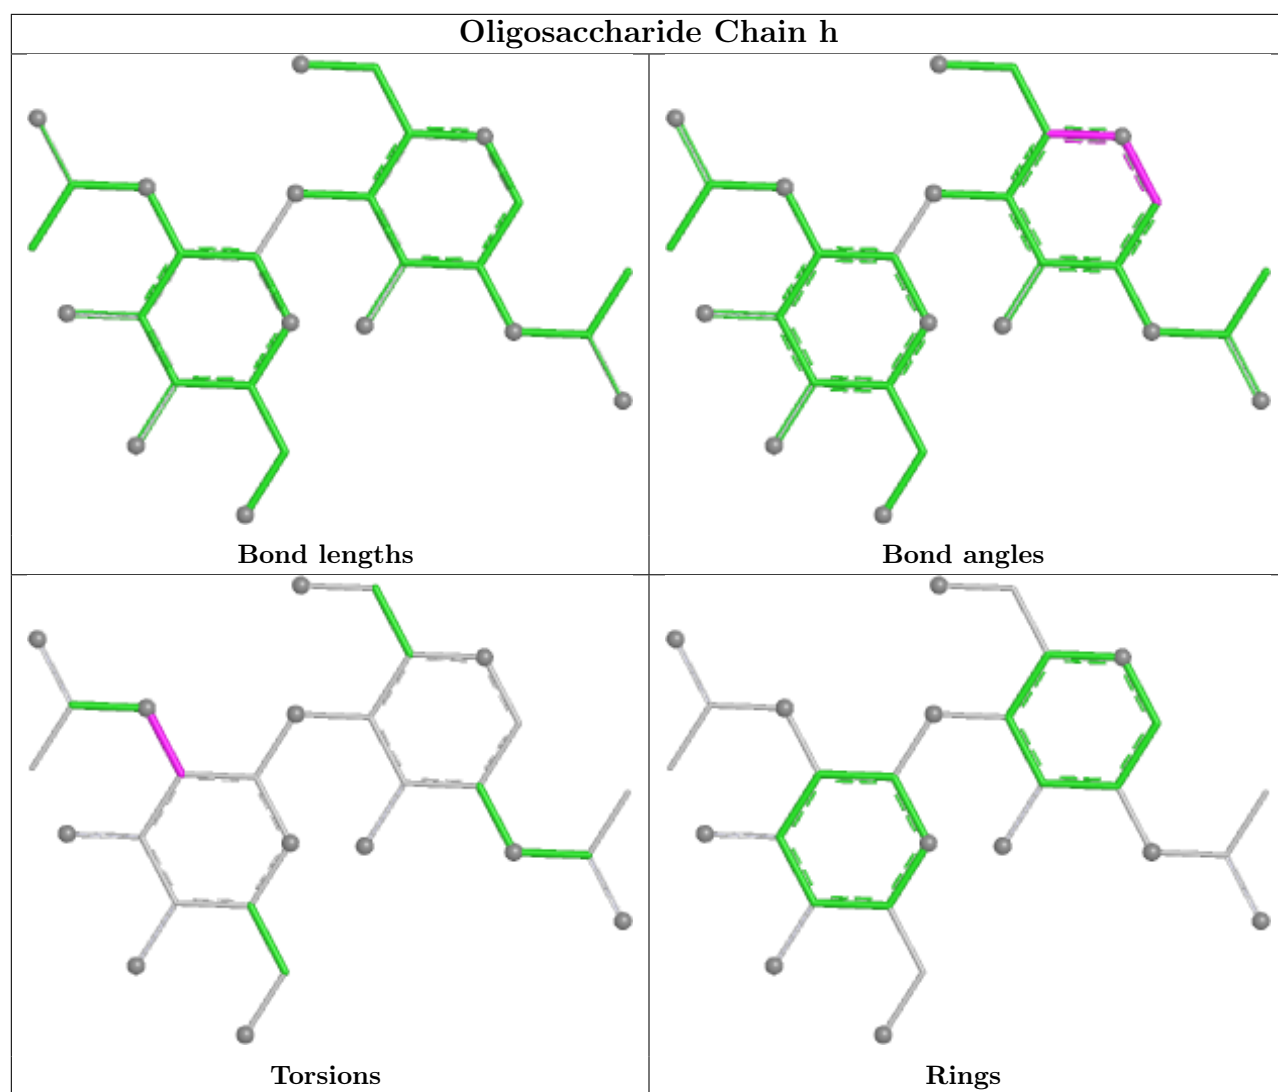 Oligosaccharide Chain h
Bond lengths
Bond angles
Torsions
Rings